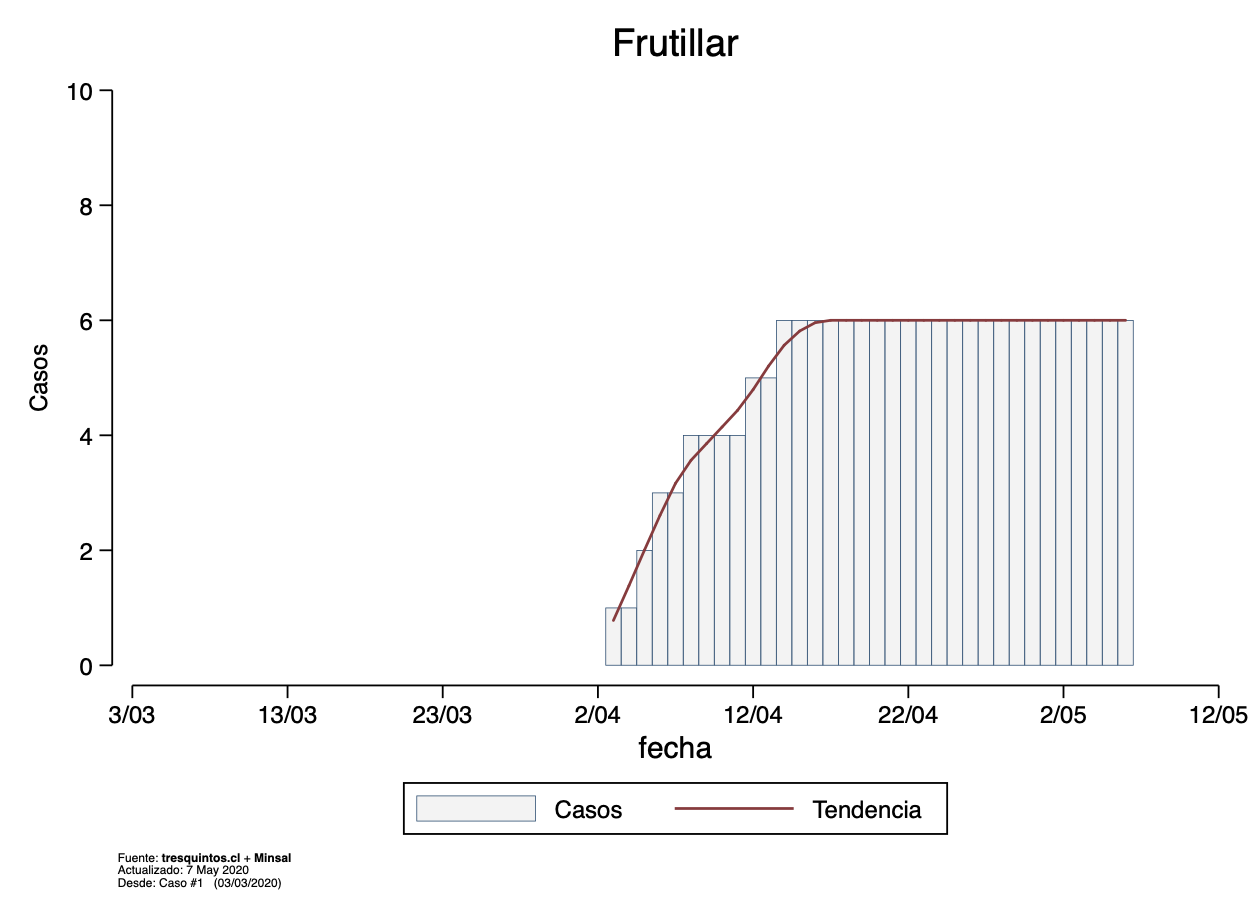 Frutillar
10
8
6
4
2
0
Casos
3/03 13/03 23/03 2/04 12/04 22/04 2/05 12/05
fecha
Casos Tendencia
Fuente: tresquintos.cl + Minsal
Actualizado: 7 May 2020
Desde: Caso #1 (03/03/2020)